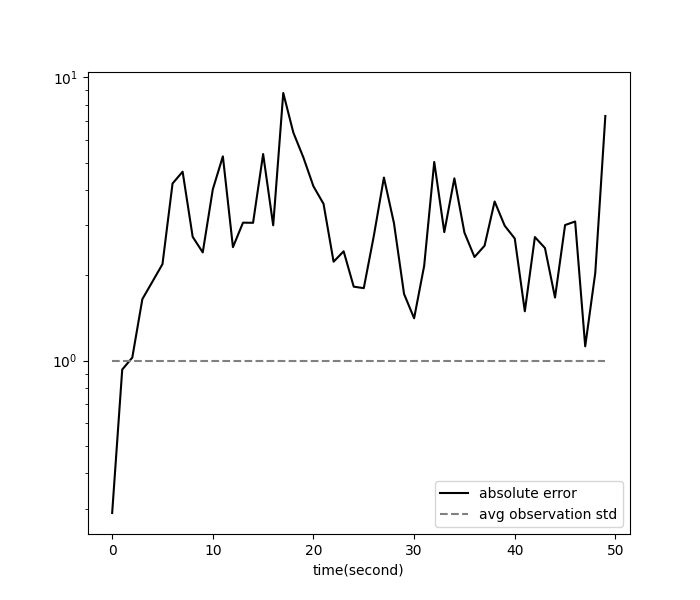 10¹
10⁰
0 10 20 30 40 50
time(second)
absolute error
avg observation std